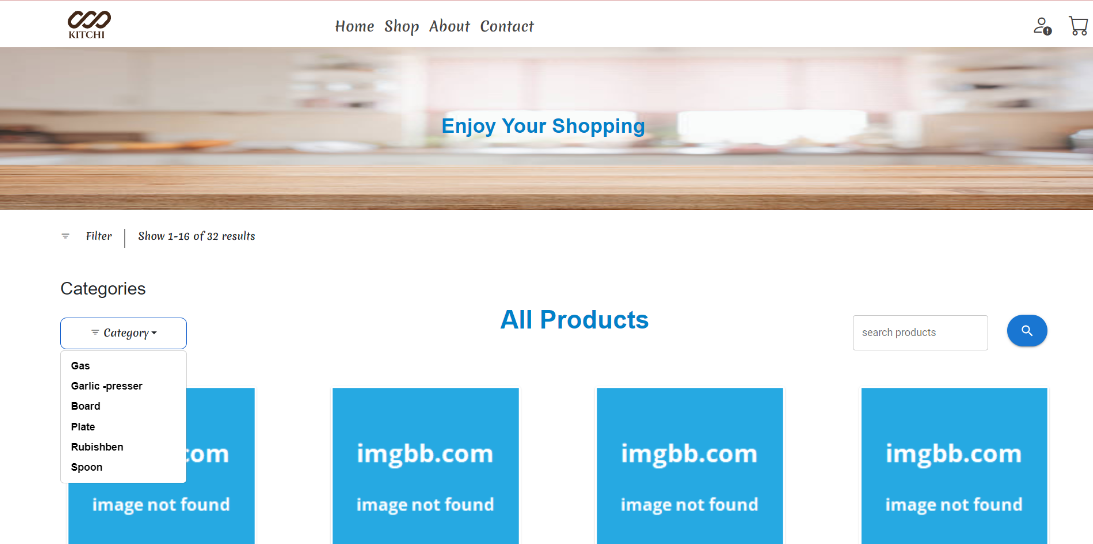 KITCHI
Home Shop About Contact
Enjoy Your Shopping
Filter Show 1-16 of 32 results
Categories
Category
All Products
search products
Gas
Garlic -presser
Board
Plate
Rubishben
Spoon
.com
image not found
imgbb.com
image not found
imgbb.com
image not found
imgbb.com
image not found